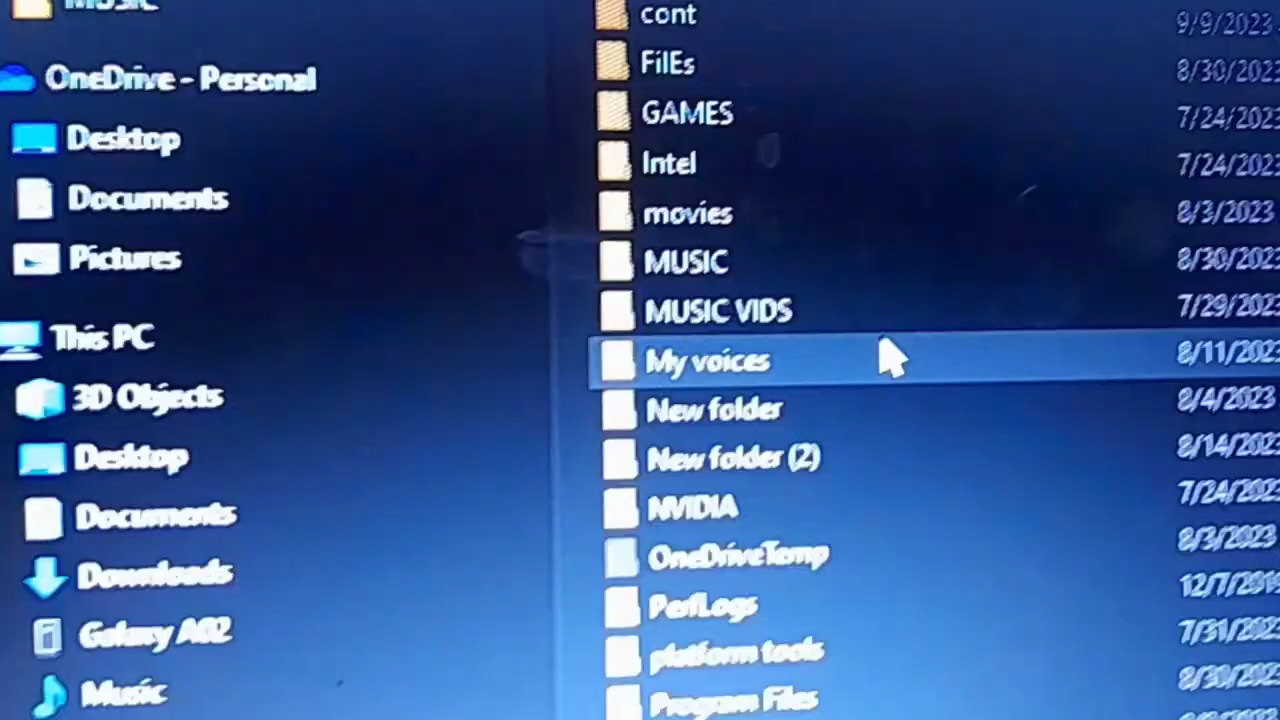 MUSIC
OneDrive - Personal
Desktop
Documents
Pictures
This PC
3D Objects
Desktop
Documents
Downloads
Galaxy A02
Music
cont 9/9/2023
FilEs 8/30/2023
GAMES 7/24/2023
Intel 7/24/2023
movies 8/3/2023
MUSIC 8/30/2023
MUSIC VIDS 7/29/2023
My voices 8/11/2023
New folder 8/4/2023
New folder (2) 8/14/2023
NVIDIA 7/24/2023
OneDriveTemp 8/3/2023
PerfLogs 12/7/2019
platform tools 7/31/2023
Program Files 8/30/2023